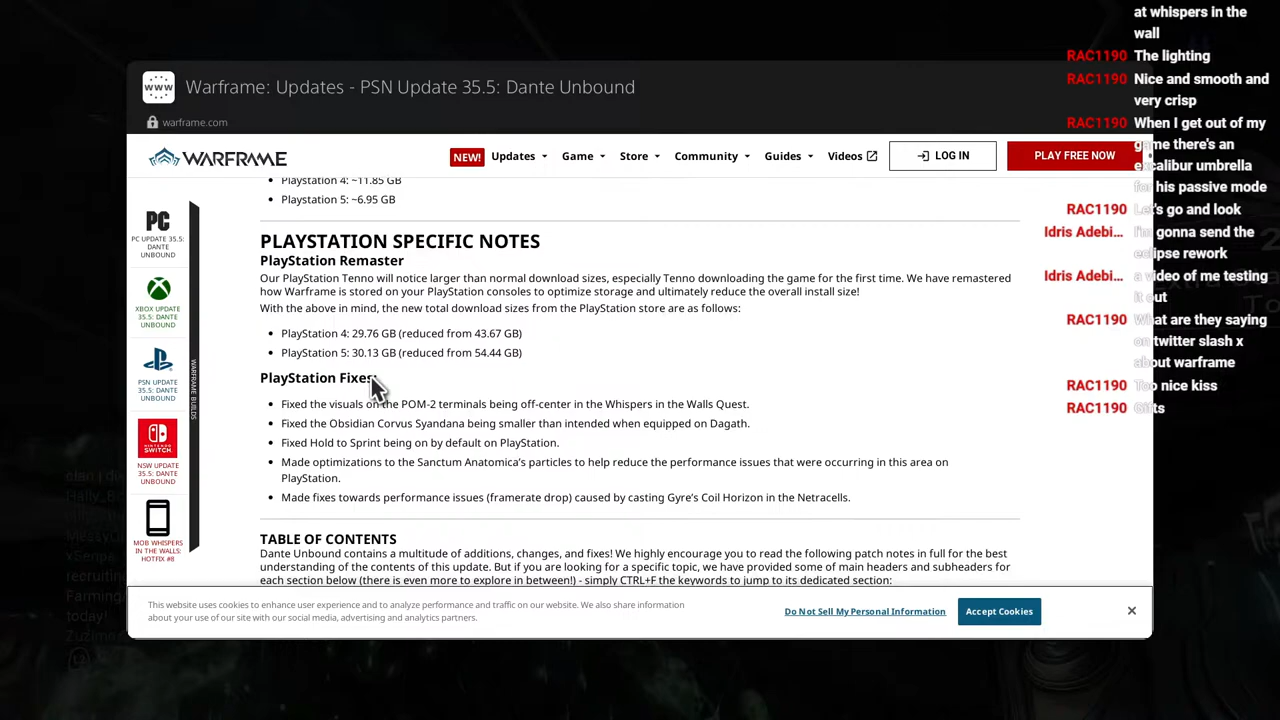 at whispers in the
wall
RAC1190 The lighting
RAC1190 Nice and smooth and
very crisp
RAC1190 When I get out of my
game there's an
excalibur umbrella
for his passive mode
RAC1190 Let's go and look
Idris Adebi... I'm gonna send the
eclipse rework
Idris Adebi... a video of me testing
it out
RAC1190 What are they saying
on twitter slash x
about warframe
RAC1190 Too nice kiss
RAC1190 Gifts
www
Warframe: Updates - PSN Update 35.5: Dante Unbound
warframe.com
WARFRAME
NEW! Updates Game Store Community Guides Videos LOG IN PLAY FREE NOW
PC
PC UPDATE 35.5:
DANTE
UNBOUND
XBOX UPDATE
35.5: DANTE
UNBOUND
PSN UPDATE
35.5: DANTE
UNBOUND
NINTENDO
SWITCH
NSW UPDATE
35.5: DANTE
UNBOUND
MOB WHISPERS
IN THE WALLS:
HOTFIX #8
WARFRAME BUILDS
• Playstation 4: ~11.85 GB
• Playstation 5: ~6.95 GB
PLAYSTATION SPECIFIC NOTES
PlayStation Remaster
Our PlayStation Tenno will notice larger than normal download sizes, especially Tenno downloading the game for the first time. We have remastered
how Warframe is stored on your PlayStation consoles to optimize storage and ultimately reduce the overall install size!
With the above in mind, the new total download sizes from the PlayStation store are as follows:
• PlayStation 4: 29.76 GB (reduced from 43.67 GB)
• PlayStation 5: 30.13 GB (reduced from 54.44 GB)
PlayStation Fixes:
• Fixed the visuals on the POM-2 terminals being off-center in the Whispers in the Walls Quest.
• Fixed the Obsidian Corvus Syandana being smaller than intended when equipped on Dagath.
• Fixed Hold to Sprint being on by default on PlayStation.
• Made optimizations to the Sanctum Anatomica's particles to help reduce the performance issues that were occurring in this area on
PlayStation.
• Made fixes towards performance issues (framerate drop) caused by casting Gyre's Coil Horizon in the Netracells.
TABLE OF CONTENTS
Dante Unbound contains a multitude of additions, changes, and fixes! We highly encourage you to read the following patch notes in full for the best
understanding of the contents of this update. But if you are looking for a specific topic, we have provided some of main headers and subheaders for
each section below (there is even more to explore in between!) - simply CTRL+F the keywords to jump to its dedicated section:
This website uses cookies to enhance user experience and to analyze performance and traffic on our website. We also share information
about your use of our site with our social media, advertising and analytics partners.
Do Not Sell My Personal Information
Accept Cookies
recruiting
Farming
today!